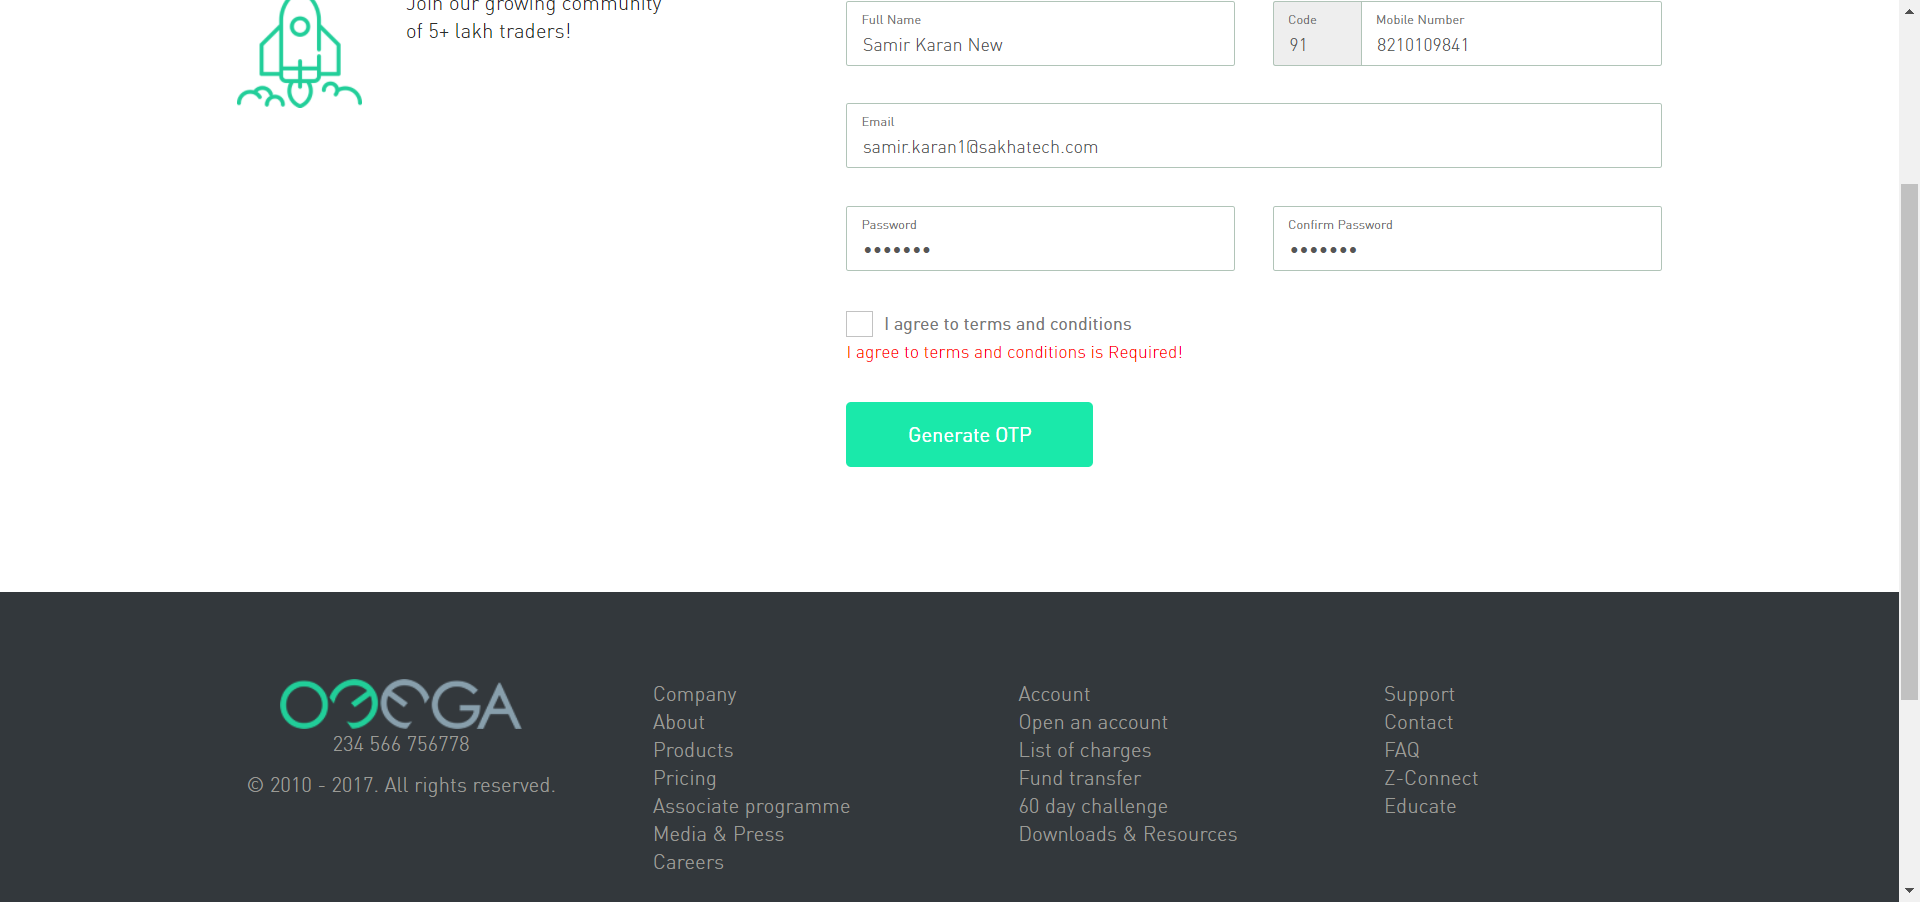 Join our growing community
of 5+ lakh traders!
Full Name
Samir Karan New
Code
91
Mobile Number
8210109841
Email
samir.karan1@sakhatech.com
Password
•••••••
Confirm Password
•••••••
I agree to terms and conditions
I agree to terms and conditions is Required!
Generate OTP
OMEGA
234 566 756778
© 2010 - 2017. All rights reserved.
Company
About
Products
Pricing
Associate programme
Media & Press
Careers
Account
Open an account
List of charges
Fund transfer
60 day challenge
Downloads & Resources
Support
Contact
FAQ
Z-Connect
Educate